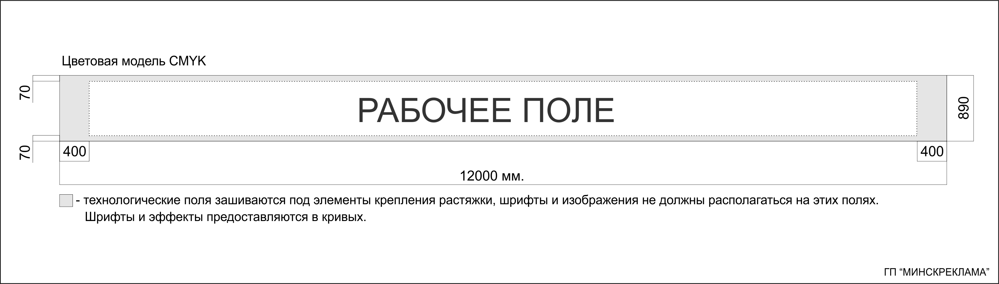 Цветовая модель CMYK
70
РАБОЧЕЕ ПОЛЕ
890
70
400
400
12000 мм.
- технологические поля зашиваются под элементы крепления растяжки, шрифты и изображения не должны располагаться на этих полях.
Шрифты и эффекты предоставляются в кривых.
ГП “МИНСКРЕКЛАМА”